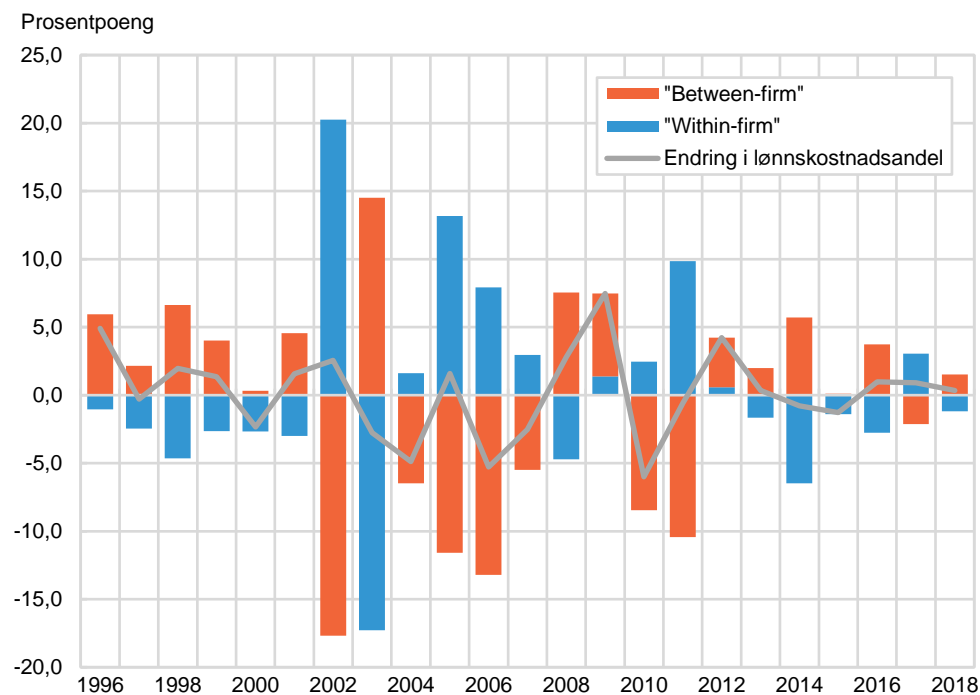 Prosentpoeng
25,0
20,0
15,0
10,0
5,0
0,0
-5,0
-10,0
-15,0
-20,0
"Between-firm"
"Within-firm"
Endring i lønnskostnadsandel
1996 1998 2000 2002 2004 2006 2008 2010 2012 2014 2016 2018